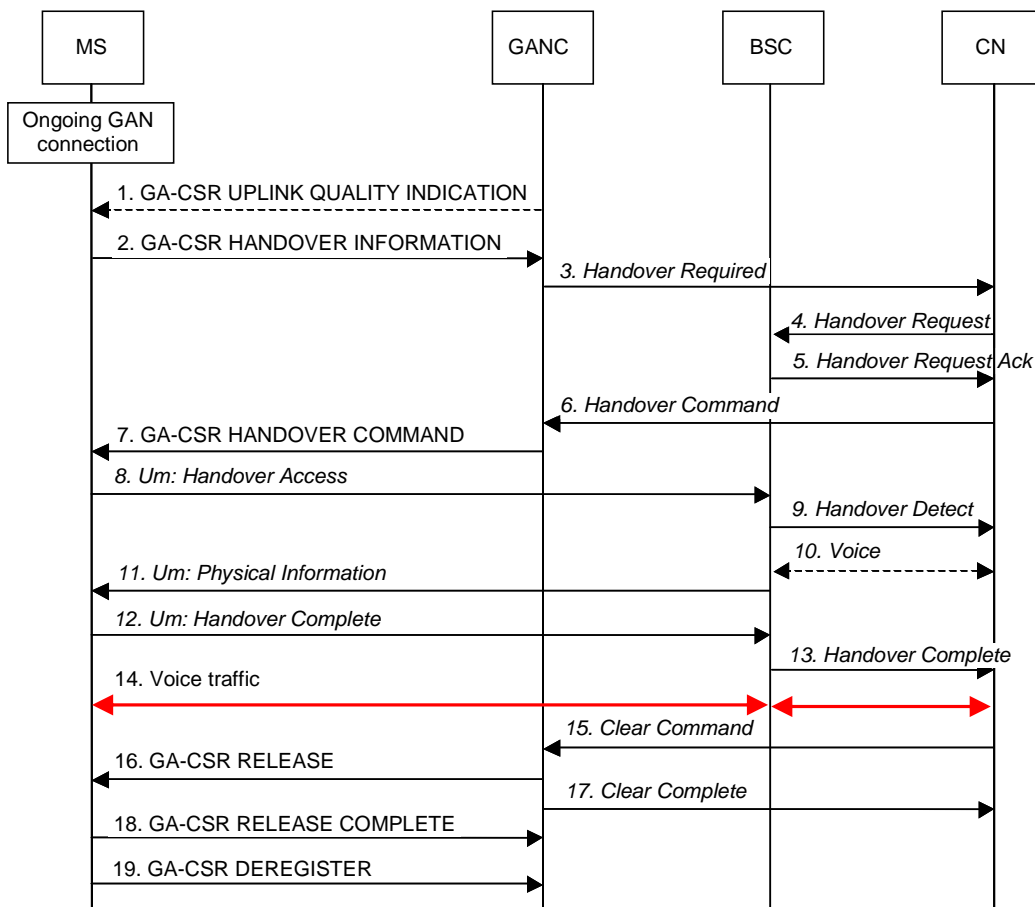 MS
GANC
BSC
CN
Ongoing GAN
connection
1. GA-CSR UPLINK QUALITY INDICATION
2. GA-CSR HANDOVER INFORMATION
3. Handover Required
4. Handover Request
5. Handover Request Ack
6. Handover Command
7. GA-CSR HANDOVER COMMAND
8. Um: Handover Access
9. Handover Detect
10. Voice
11. Um: Physical Information
12. Um: Handover Complete
13. Handover Complete
14. Voice traffic
15. Clear Command
16. GA-CSR RELEASE
17. Clear Complete
18. GA-CSR RELEASE COMPLETE
19. GA-CSR DEREGISTER